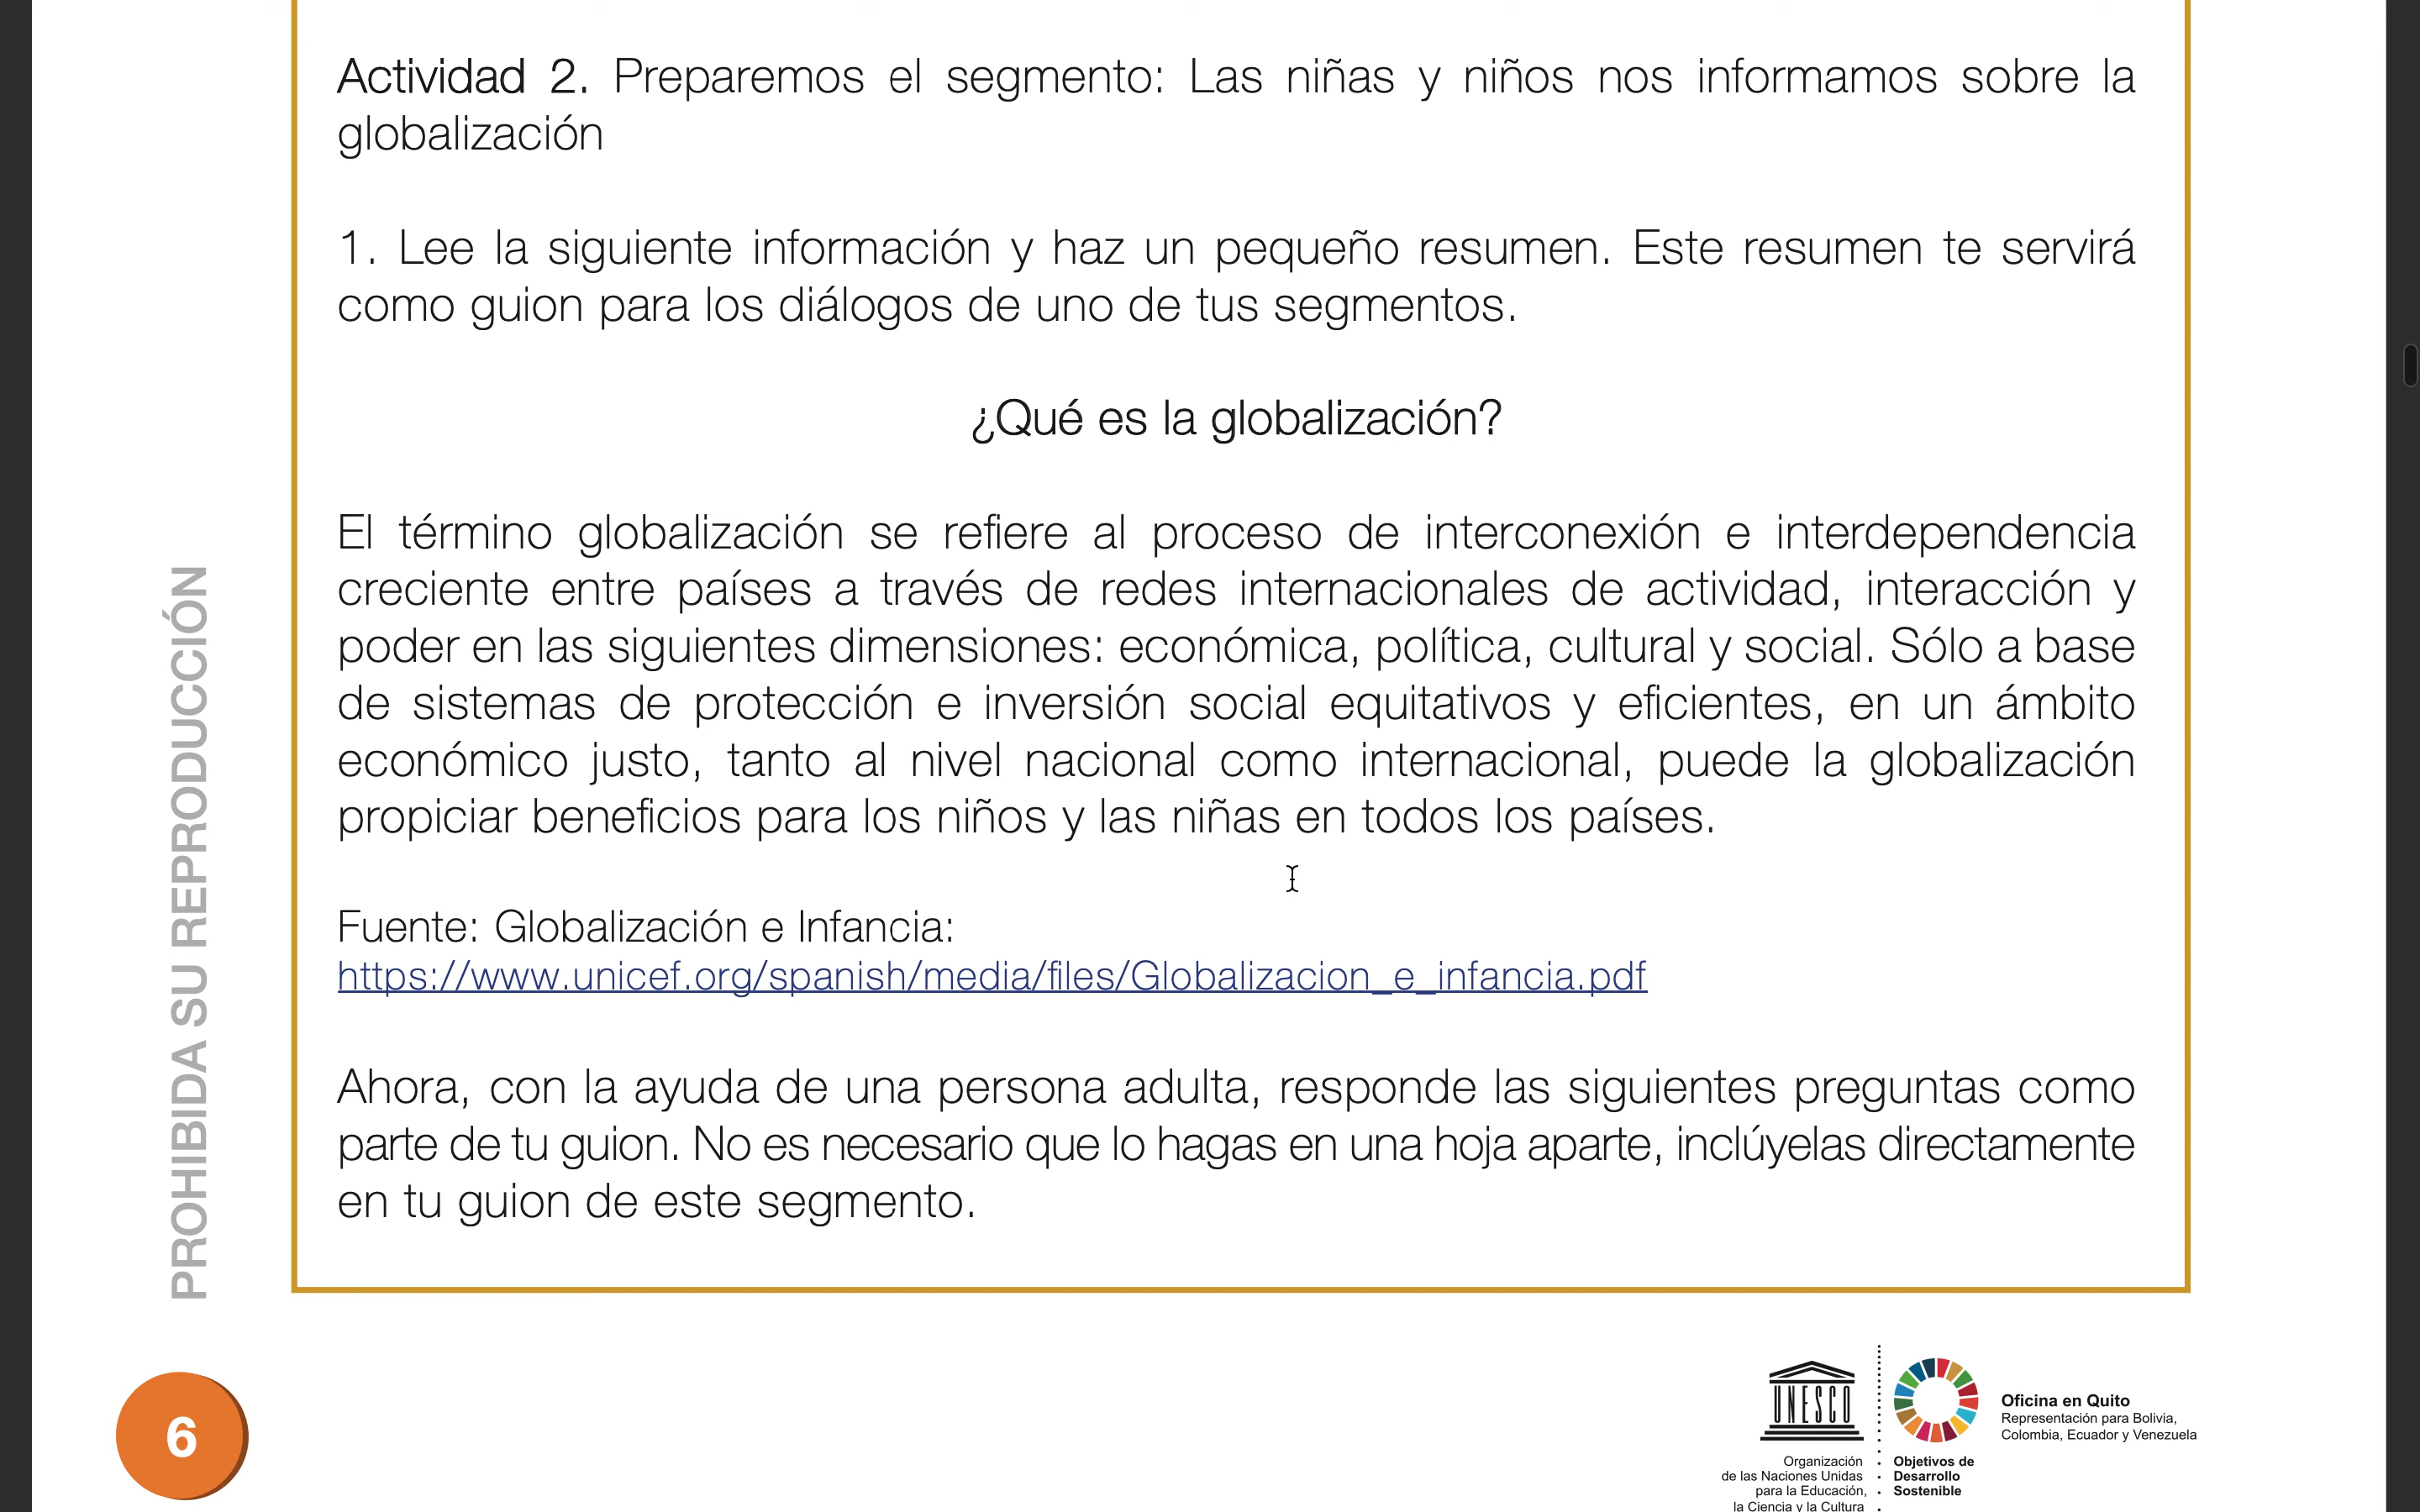 Actividad 2. Preparemos el segmento: Las niñas y niños nos informamos sobre la
globalización
1. Lee la siguiente información y haz un pequeño resumen. Este resumen te servirá
como guion para los diálogos de uno de tus segmentos.
¿Qué es la globalización?
El término globalización se refiere al proceso de interconexión e interdependencia
creciente entre países a través de redes internacionales de actividad, interacción y
poder en las siguientes dimensiones: económica, política, cultural y social. Sólo a base
de sistemas de protección e inversión social equitativos y eficientes, en un ámbito
económico justo, tanto al nivel nacional como internacional, puede la globalización
propiciar beneficios para los niños y las niñas en todos los países.
Fuente: Globalización e Infancia:
https://www.unicef.org/spanish/media/files/Globalizacion_e_infancia.pdf
Ahora, con la ayuda de una persona adulta, responde las siguientes preguntas como
parte de tu guion. No es necesario que lo hagas en una hoja aparte, inclúyelas directamente
en tu guion de este segmento.
PROHIBIDA SU REPRODUCCIÓN
6
UNESCO
Organización
de las Naciones Unidas
para la Educación,
la Ciencia y la Cultura
Objetivos de
Desarrollo
Sostenible
Oficina en Quito
Representación para Bolivia,
Colombia, Ecuador y Venezuela